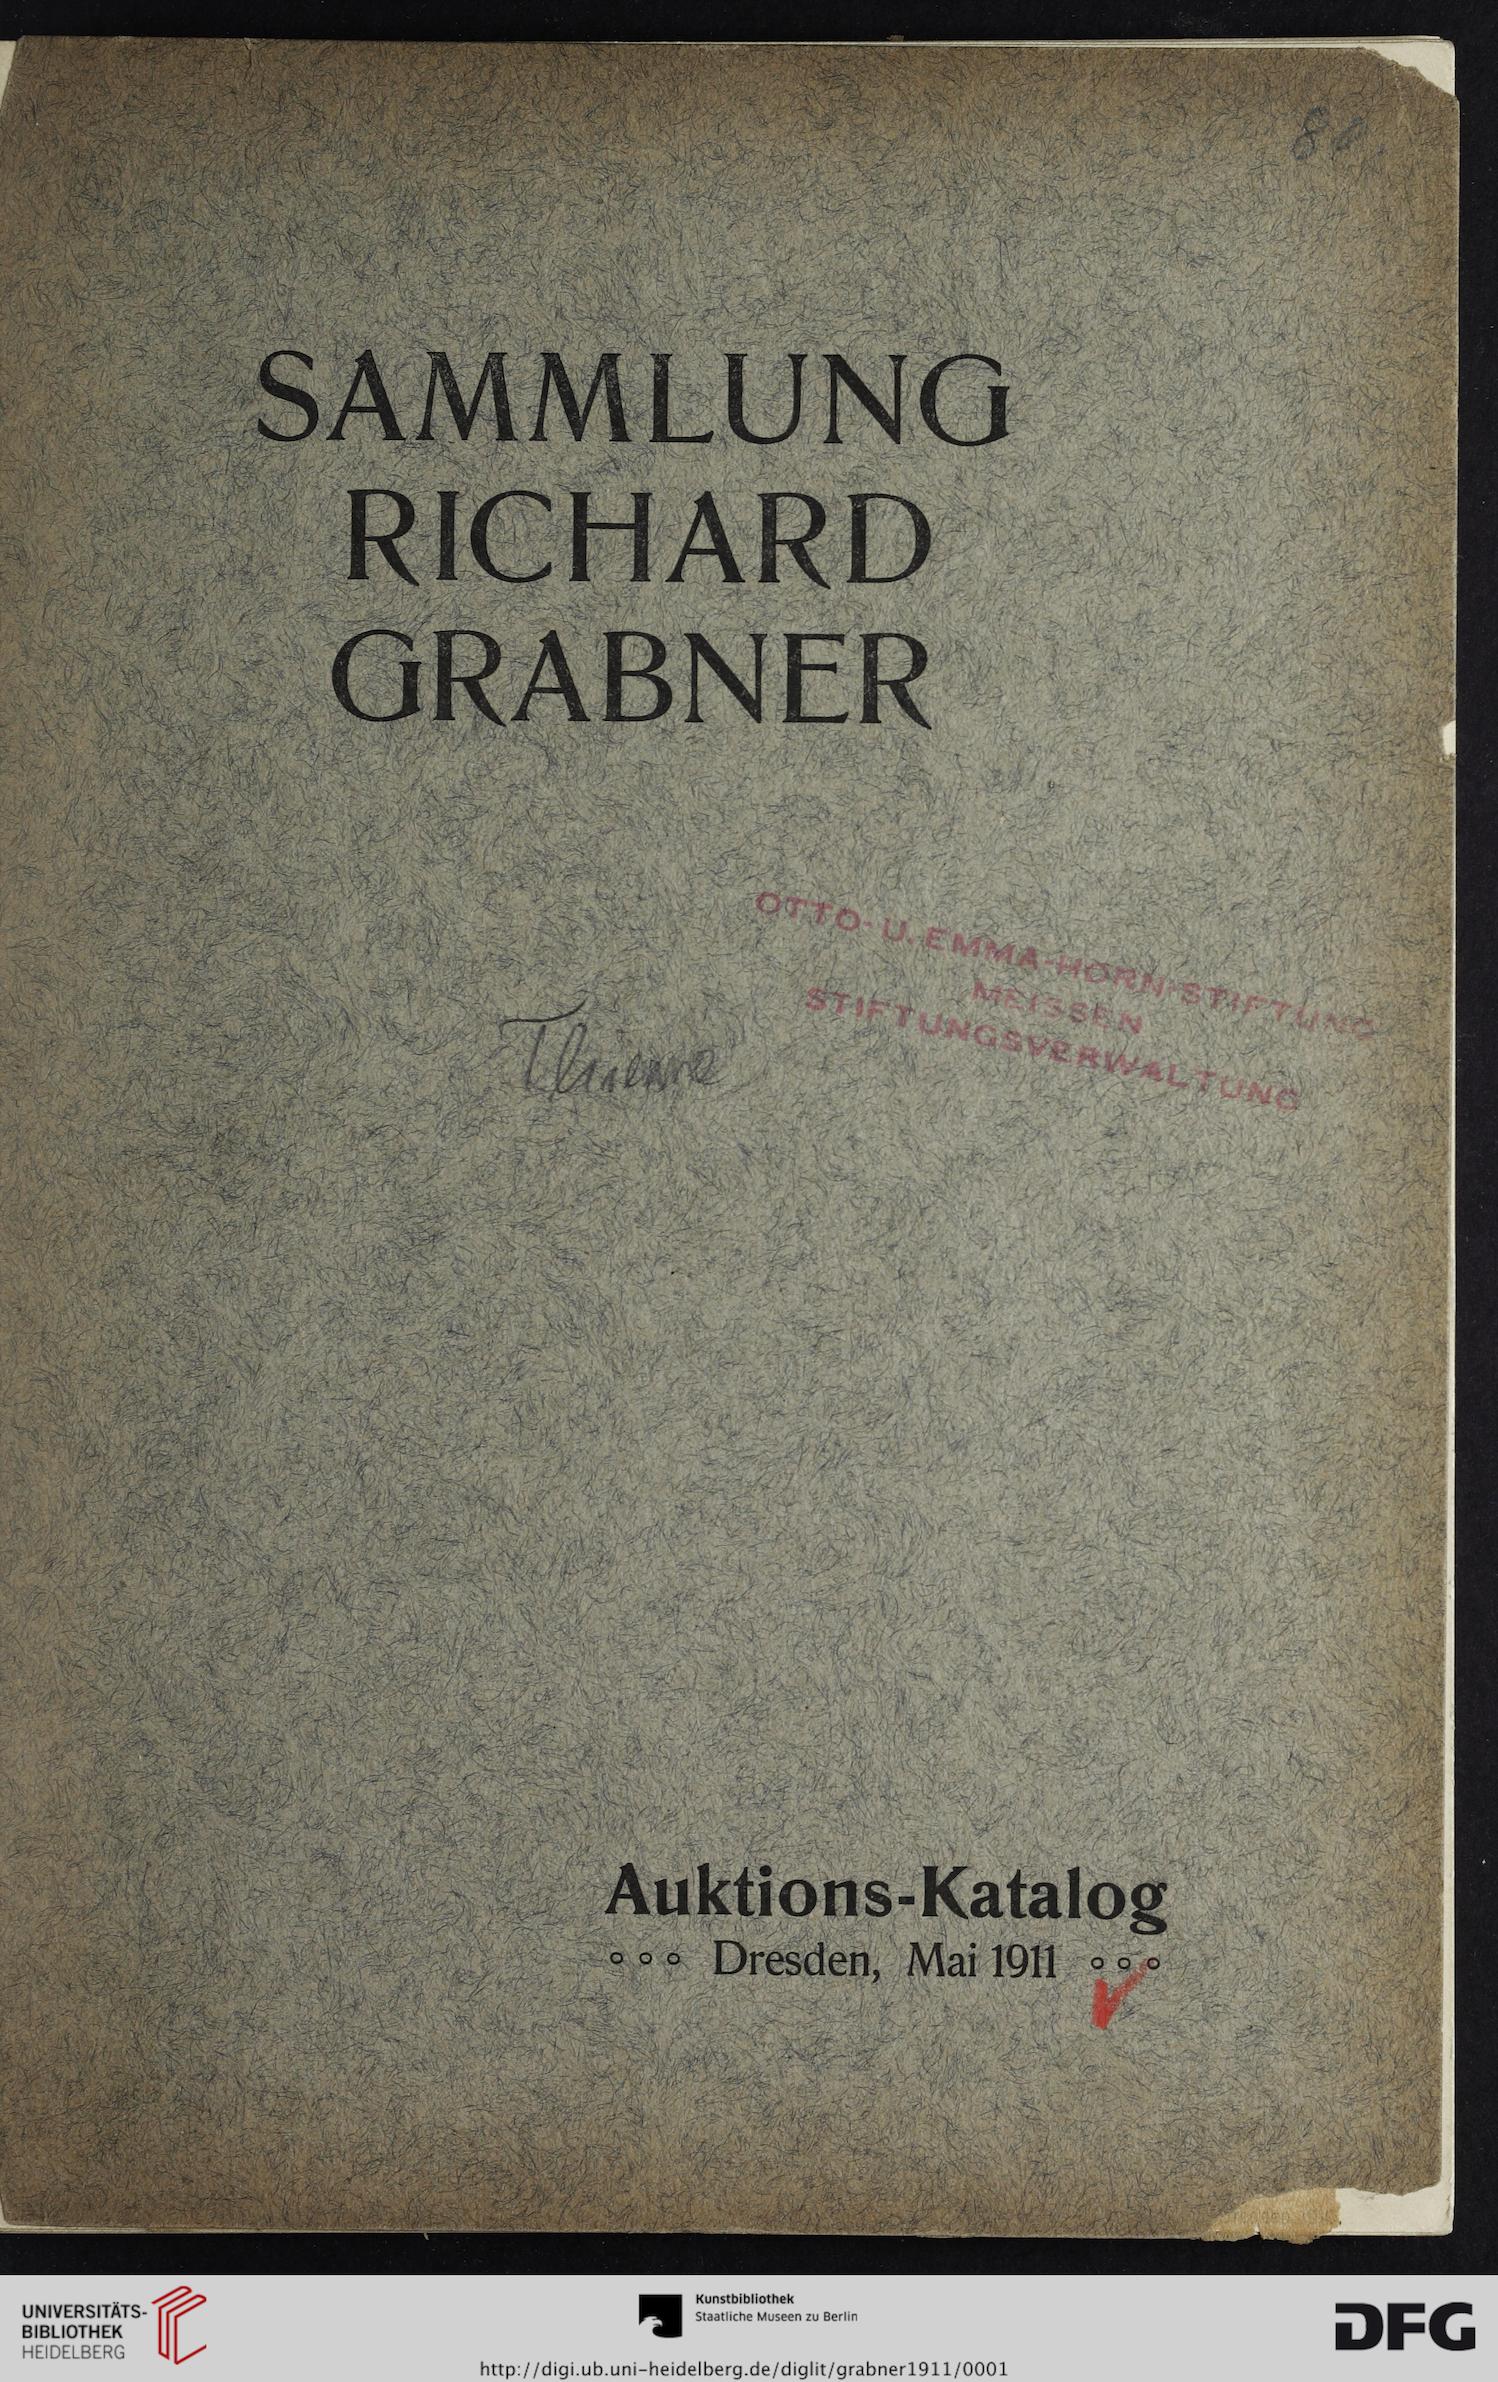 80
SAMMLUNG
RICHARD
GRABNER
OTTO- U. EMMA-HORN-STIFTUNG
MEISSEN
STIFTUNGSVERWALTUNG
Auktions-Katalog
Dresden, Mai 1911
UNIVERSITÄTS-
BIBLIOTHEK
HEIDELBERG
Kunstbibliothek
Staatliche Museen zu Berlin
DFG
http://digi.ub.uni-heidelberg.de/diglit/grabner1911/0001